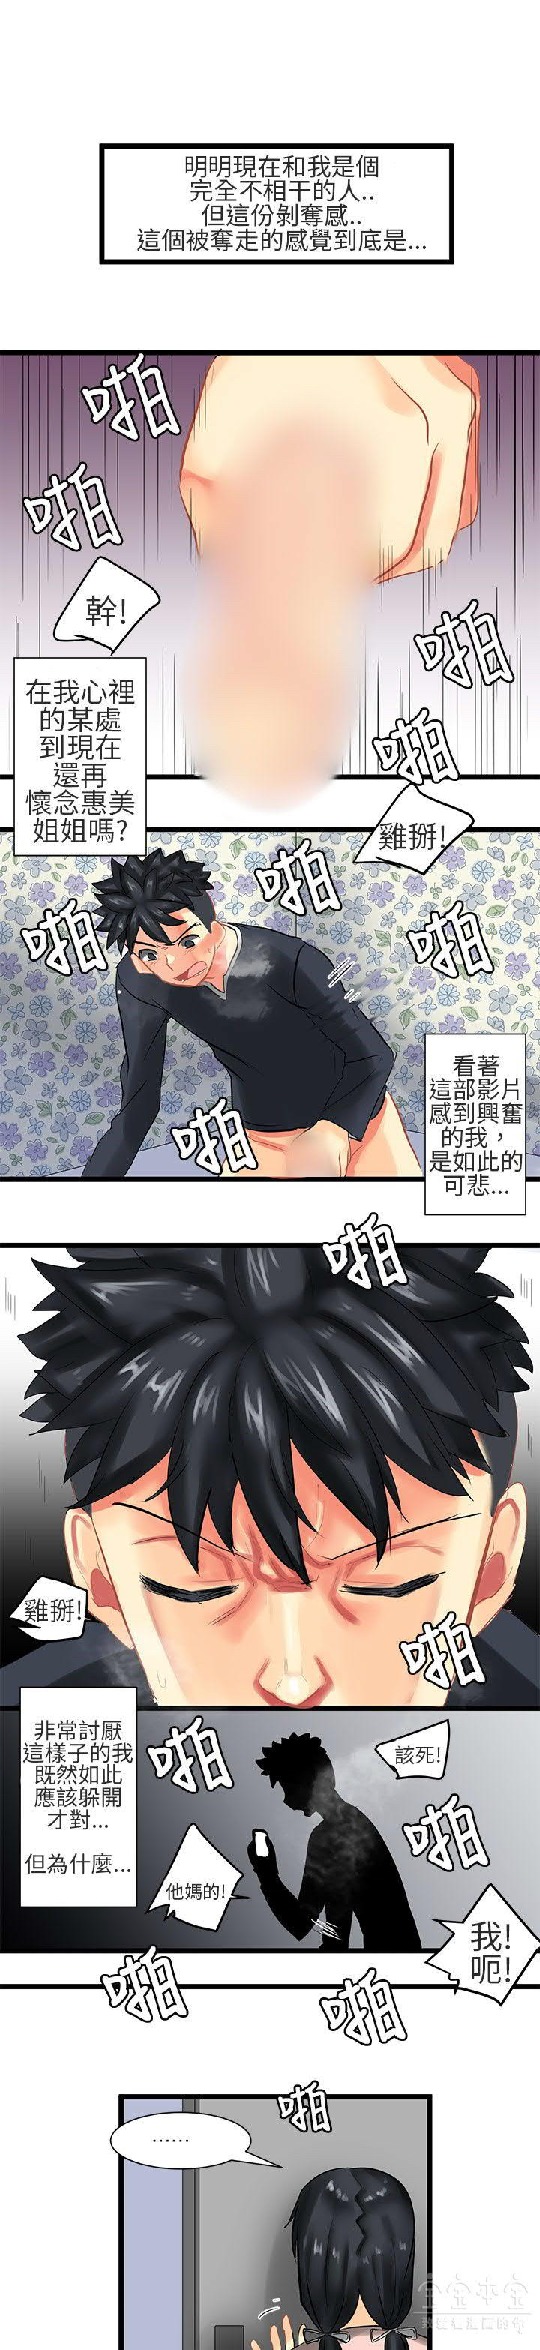 明明現在和我是個
完全不相干的人..
但這份剝奪感..
這個被奪走的感覺到底是...
啪
啪
幹!
啪
在我心裡
的某處
到現在
還再
懷念惠美
姐姐嗎?
啪
雞掰!
啪
啪
啪
看著
這部影片
感到興奮
的我，
是如此的
可悲...
啪
啪
啪
雞掰!
啪
非常討厭
這樣子的我
既然如此
應該躲開
才對...
但為什麼...
啪
該死!
他媽的!
我!
呃!
啪
啪
啪
......